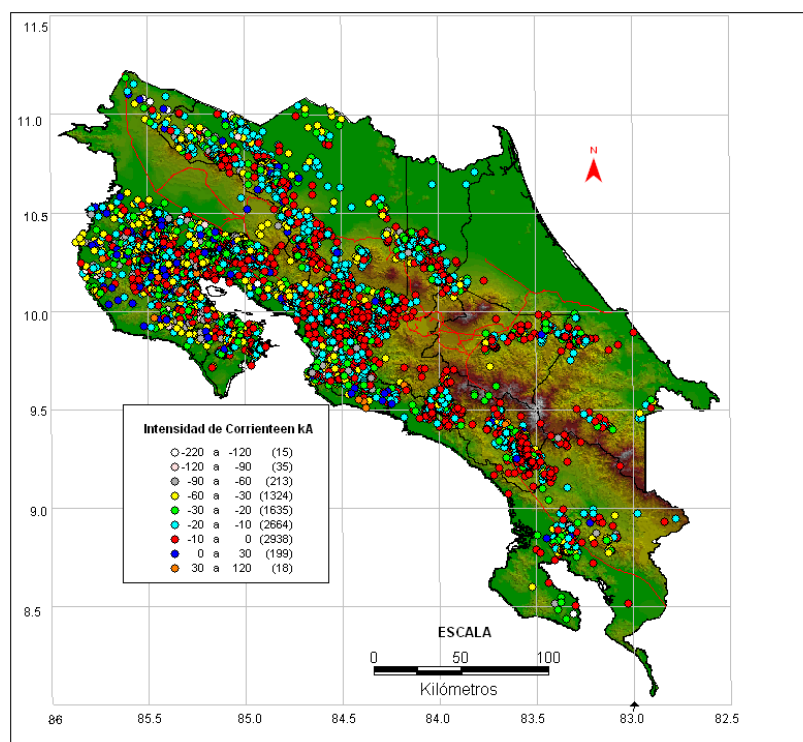 11.5
11.0
N
10.5
10.0
9.5
Intensidad de Corrienteen kA
-220 a -120 (15)
-120 a -90 (35)
-90 a -60 (213)
-60 a -30 (1324)
-30 a -20 (1635)
-20 a -10 (2664)
-10 a 0 (2938)
0 a 30 (199)
30 a 120 (18)
9.0
8.5
ESCALA
0 50 100
Kilómetros
86 85.5 85.0 84.5 84.0 83.5 83.0 82.5